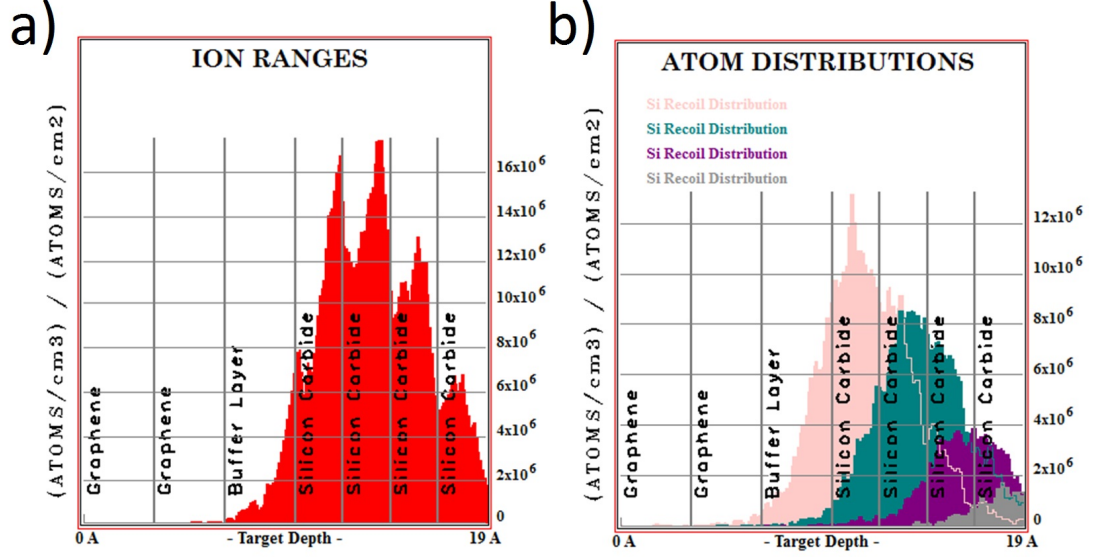 a)
ION RANGES
(ATOMS/cm3) / (ATOMS/cm2)
16x10⁶
14x10⁶
12x10⁶
10x10⁶
8x10⁶
6x10⁶
4x10⁶
2x10⁶
0
Graphene
Graphene
Buffer Layer
Silicon Carbide
Silicon Carbide
Silicon Carbide
Silicon Carbide
0 A
- Target Depth -
19 A
b)
ATOM DISTRIBUTIONS
Si Recoil Distribution
Si Recoil Distribution
Si Recoil Distribution
Si Recoil Distribution
(ATOMS/cm3) / (ATOMS/cm2)
12x10⁶
10x10⁶
8x10⁶
6x10⁶
4x10⁶
2x10⁶
0
Graphene
Graphene
Buffer Layer
Silicon Carbide
Silicon Carbide
Silicon Carbide
Silicon Carbide
0 A
- Target Depth -
19 A